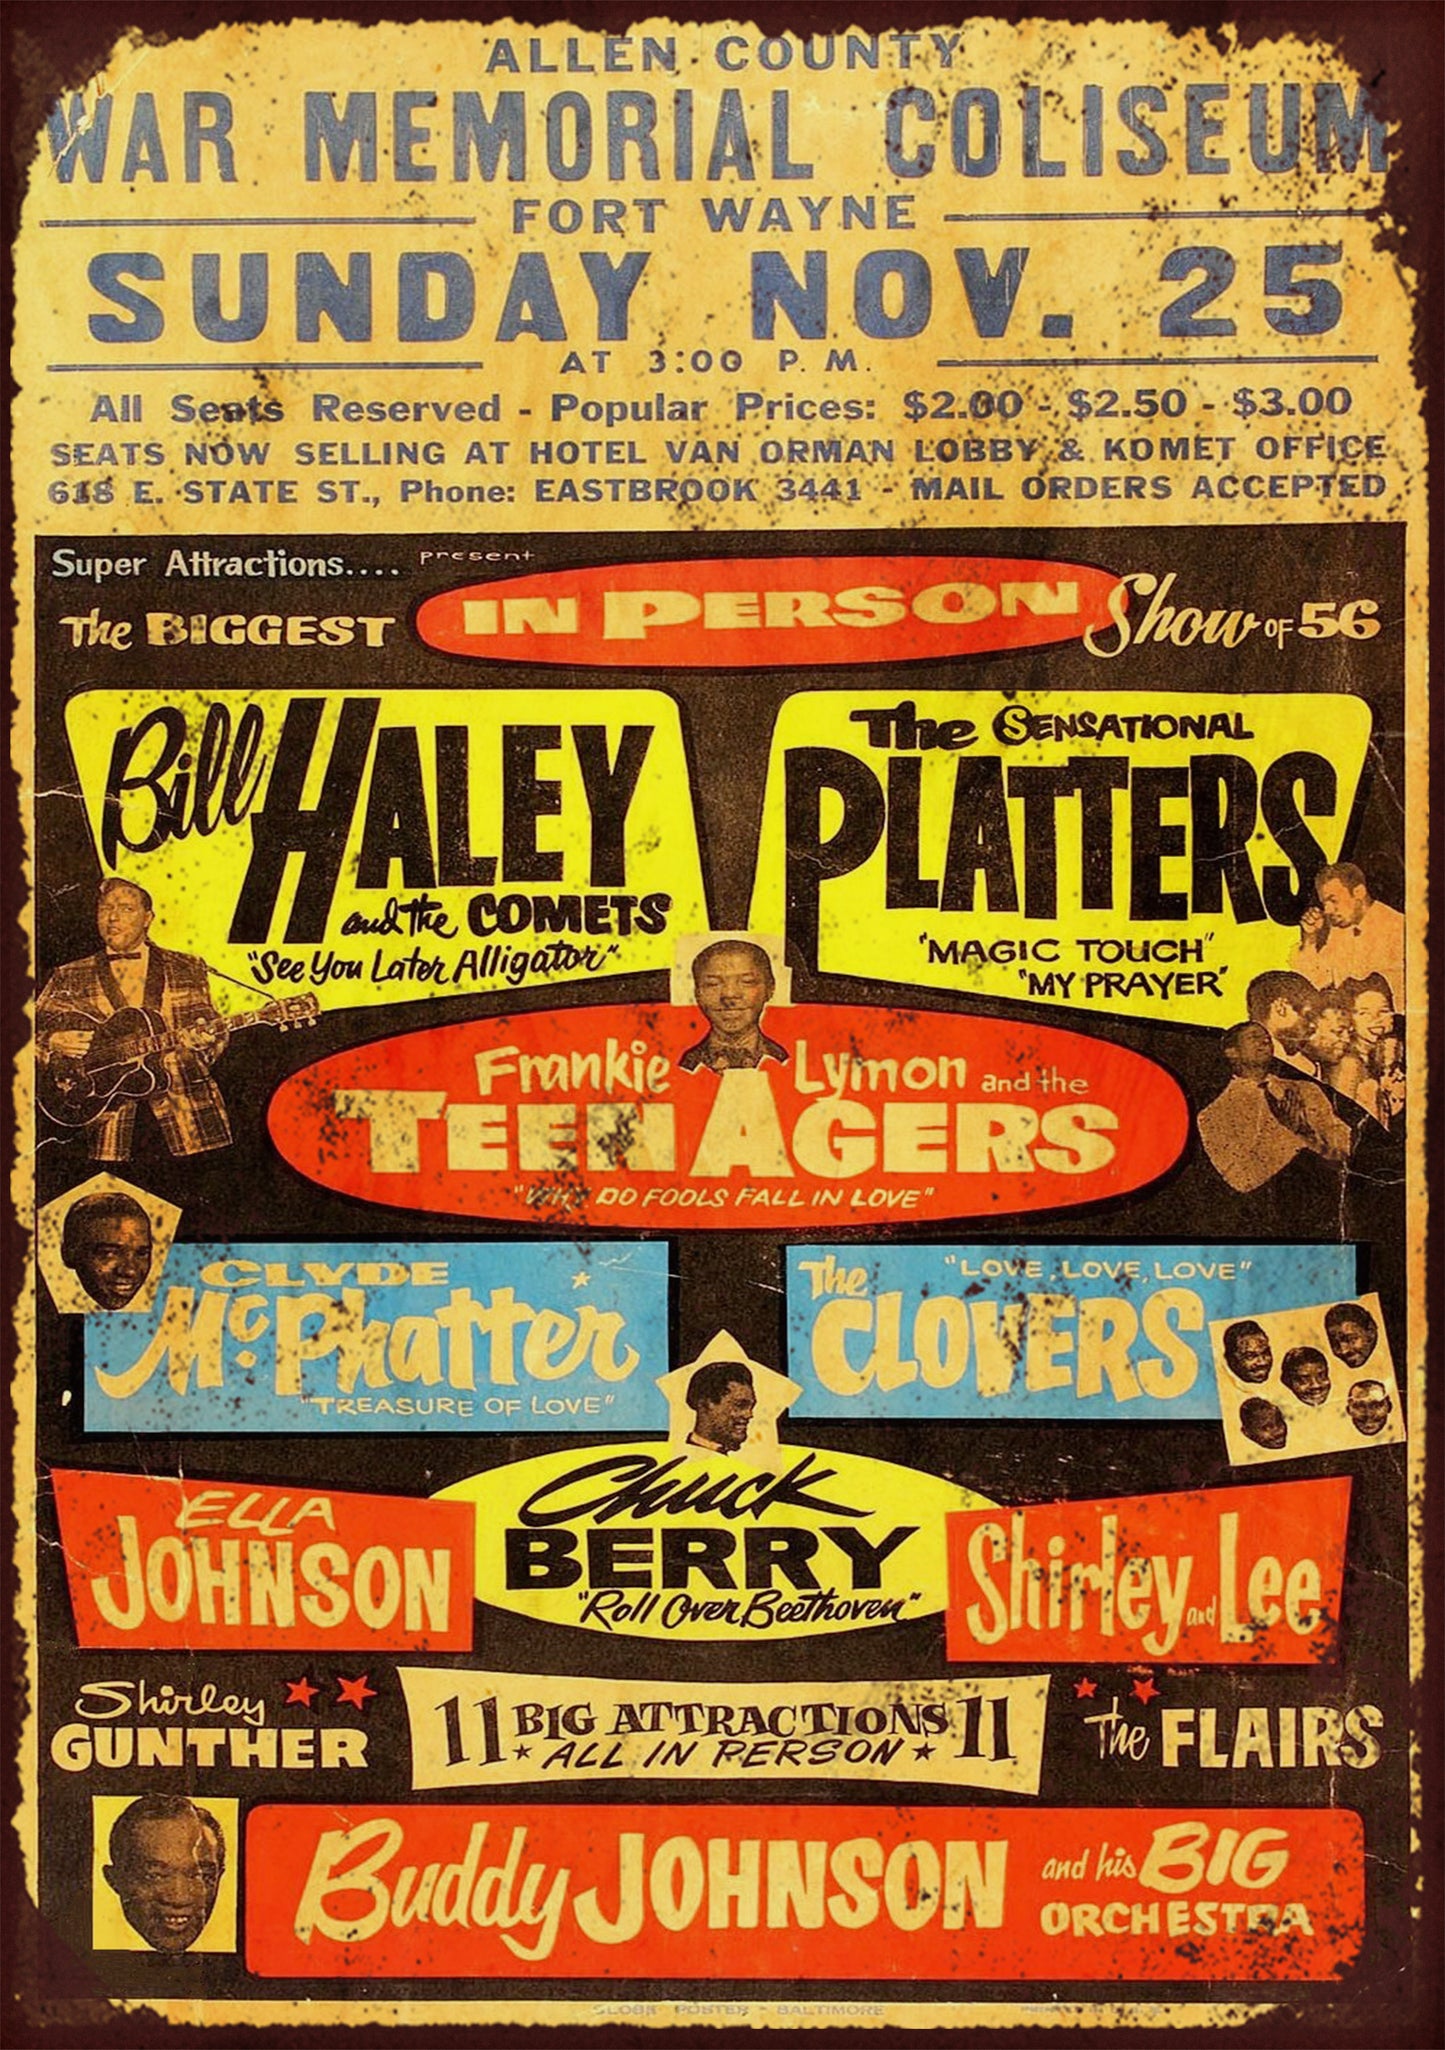 ALLEN COUNTY
WAR MEMORIAL COLISEUM
FORT WAYNE
SUNDAY NOV. 25
AT 3:00 P. M.
All Seats Reserved - Popular Prices: $2.00 - $2.50 - $3.00
SEATS NOW SELLING AT HOTEL VAN ORMAN LOBBY & KOMET OFFICE
618 E. STATE ST., Phone: EASTBROOK 3441 - MAIL ORDERS ACCEPTED
Super Attractions.... present
The BIGGEST IN PERSON Show OF 56
Bill HALEY
and the COMETS
"See You Later Alligator"
The SENSATIONAL
PLATTERS
"MAGIC TOUCH"
"MY PRAYER"
Frankie Lymon and the
TEENAGERS
"WHY DO FOOLS FALL IN LOVE"
CLYDE
McPhatter
"TREASURE OF LOVE"
The "LOVE, LOVE, LOVE"
CLOVERS
ELLA
JOHNSON
Chuck
BERRY
"Roll Over Beethoven"
Shirley and Lee
Shirley
GUNTHER
11 BIG ATTRACTIONS 11
ALL IN PERSON
The FLAIRS
Buddy JOHNSON and his BIG
ORCHESTRA
GLOBE POSTER - BALTIMORE